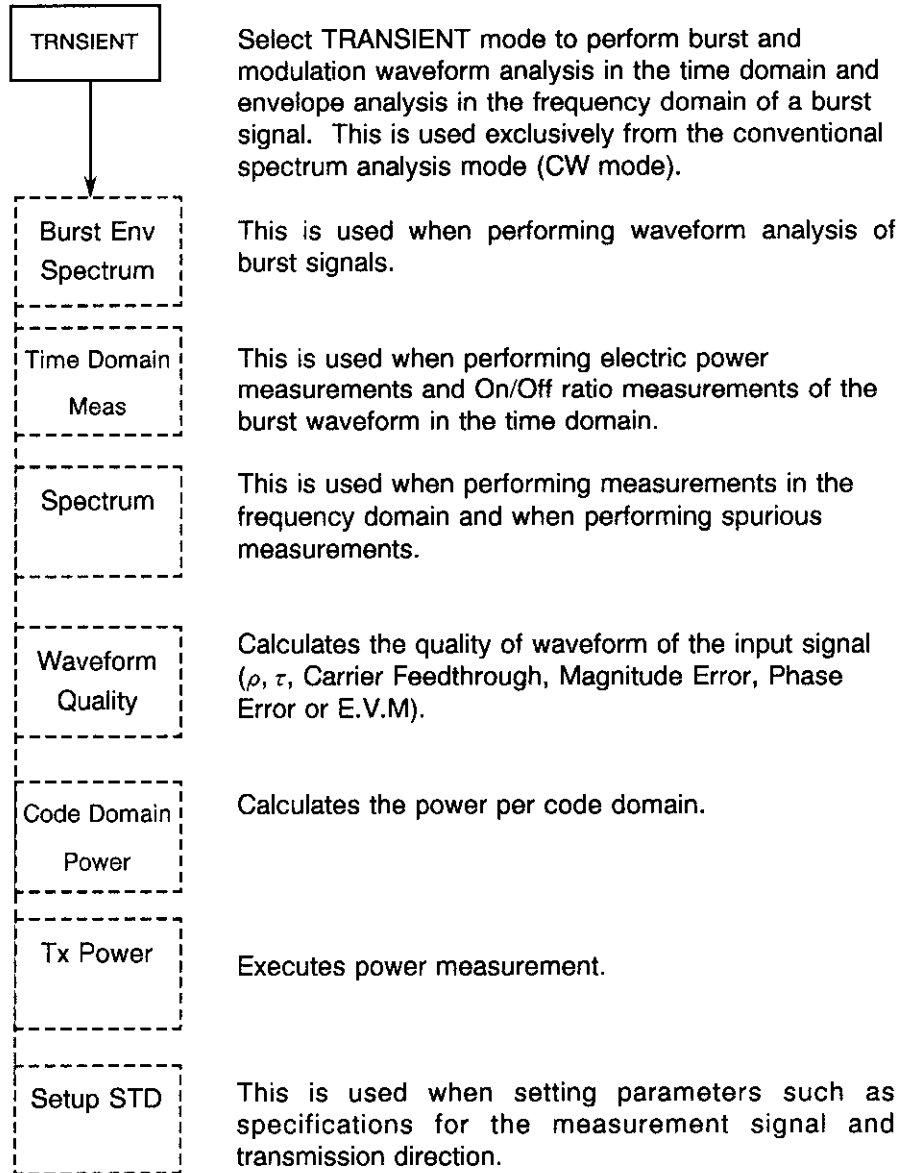 TRNSIENT
Select TRANSIENT mode to perform burst and
modulation waveform analysis in the time domain and
envelope analysis in the frequency domain of a burst
signal. This is used exclusively from the conventional
spectrum analysis mode (CW mode).
Burst Env
Spectrum
This is used when performing waveform analysis of
burst signals.
Time Domain
Meas
This is used when performing electric power
measurements and On/Off ratio measurements of the
burst waveform in the time domain.
Spectrum
This is used when performing measurements in the
frequency domain and when performing spurious
measurements.
Waveform
Quality
Calculates the quality of waveform of the input signal
(ρ, τ, Carrier Feedthrough, Magnitude Error, Phase
Error or E.V.M).
Code Domain
Power
Calculates the power per code domain.
Tx Power
Executes power measurement.
Setup STD
This is used when setting parameters such as
specifications for the measurement signal and
transmission direction.